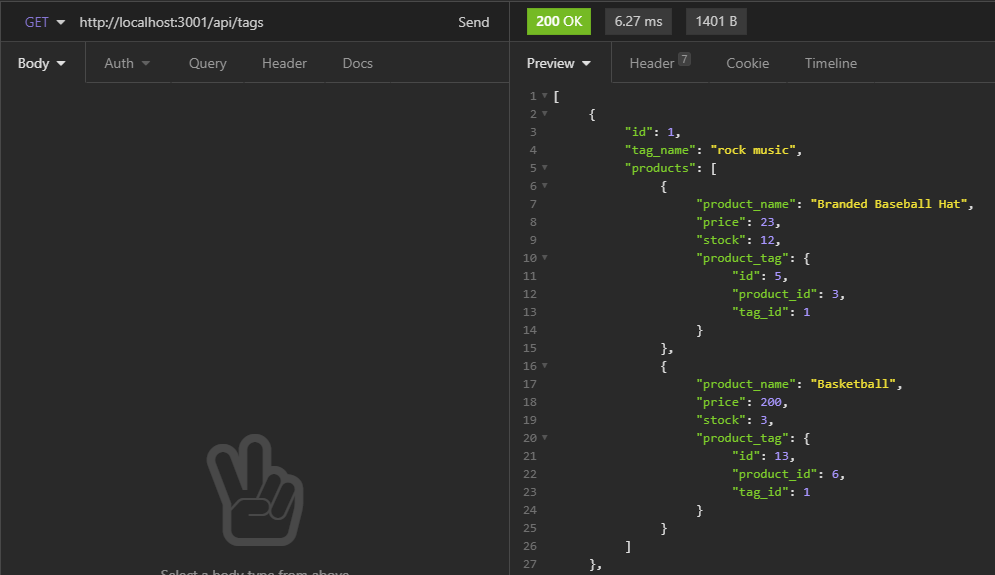 GET http://localhost:3001/api/tags Send
200 OK 6.27 ms 1401 B
Body Auth Query Header Docs
Preview Header 7 Cookie Timeline
1 [
2 {
3 "id": 1,
4 "tag_name": "rock music",
5 "products": [
6 {
7 "product_name": "Branded Baseball Hat",
8 "price": 23,
9 "stock": 12,
10 "product_tag": {
11 "id": 5,
12 "product_id": 3,
13 "tag_id": 1
14 }
15 },
16 {
17 "product_name": "Basketball",
18 "price": 200,
19 "stock": 3,
20 "product_tag": {
21 "id": 13,
22 "product_id": 6,
23 "tag_id": 1
24 }
25 }
26 ]
27 },
Select a body type from above